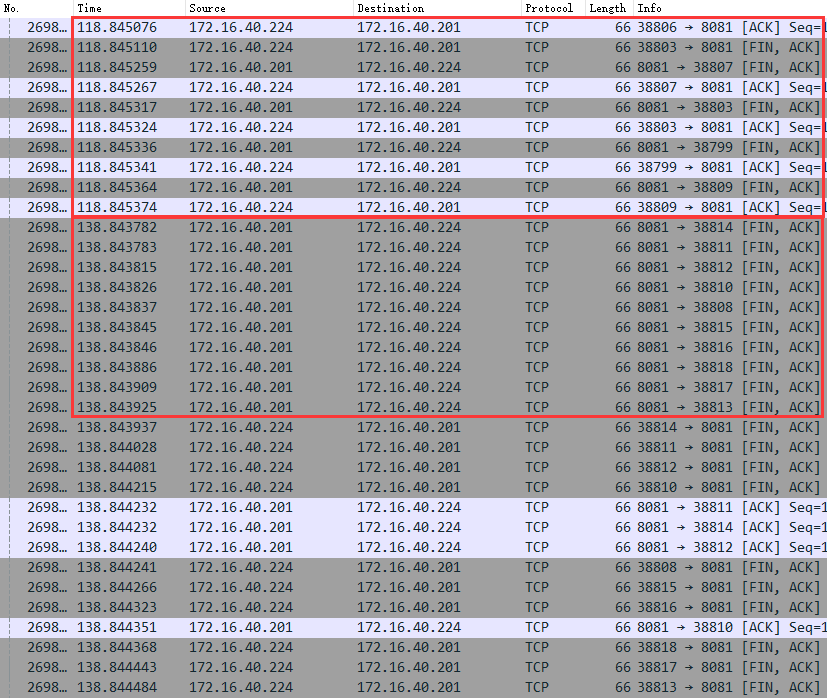 No. Time Source Destination Protocol Length Info
2698… 118.845076 172.16.40.224 172.16.40.201 TCP 66 38806 → 8081 [ACK] Seq=1
2698… 118.845110 172.16.40.224 172.16.40.201 TCP 66 38803 → 8081 [FIN, ACK]
2698… 118.845259 172.16.40.201 172.16.40.224 TCP 66 8081 → 38807 [FIN, ACK]
2698… 118.845267 172.16.40.224 172.16.40.201 TCP 66 38807 → 8081 [ACK] Seq=1
2698… 118.845317 172.16.40.201 172.16.40.224 TCP 66 8081 → 38803 [FIN, ACK]
2698… 118.845324 172.16.40.224 172.16.40.201 TCP 66 38803 → 8081 [ACK] Seq=1
2698… 118.845336 172.16.40.201 172.16.40.224 TCP 66 8081 → 38799 [FIN, ACK]
2698… 118.845341 172.16.40.224 172.16.40.201 TCP 66 38799 → 8081 [ACK] Seq=1
2698… 118.845364 172.16.40.201 172.16.40.224 TCP 66 8081 → 38809 [FIN, ACK]
2698… 118.845374 172.16.40.224 172.16.40.201 TCP 66 38809 → 8081 [ACK] Seq=1
2698… 138.843782 172.16.40.201 172.16.40.224 TCP 66 8081 → 38814 [FIN, ACK]
2698… 138.843783 172.16.40.201 172.16.40.224 TCP 66 8081 → 38811 [FIN, ACK]
2698… 138.843815 172.16.40.201 172.16.40.224 TCP 66 8081 → 38812 [FIN, ACK]
2698… 138.843826 172.16.40.201 172.16.40.224 TCP 66 8081 → 38810 [FIN, ACK]
2698… 138.843837 172.16.40.201 172.16.40.224 TCP 66 8081 → 38808 [FIN, ACK]
2698… 138.843845 172.16.40.201 172.16.40.224 TCP 66 8081 → 38815 [FIN, ACK]
2698… 138.843846 172.16.40.201 172.16.40.224 TCP 66 8081 → 38816 [FIN, ACK]
2698… 138.843886 172.16.40.201 172.16.40.224 TCP 66 8081 → 38818 [FIN, ACK]
2698… 138.843909 172.16.40.201 172.16.40.224 TCP 66 8081 → 38817 [FIN, ACK]
2698… 138.843925 172.16.40.201 172.16.40.224 TCP 66 8081 → 38813 [FIN, ACK]
2698… 138.843937 172.16.40.224 172.16.40.201 TCP 66 38814 → 8081 [FIN, ACK]
2698… 138.844028 172.16.40.224 172.16.40.201 TCP 66 38811 → 8081 [FIN, ACK]
2698… 138.844081 172.16.40.224 172.16.40.201 TCP 66 38812 → 8081 [FIN, ACK]
2698… 138.844215 172.16.40.224 172.16.40.201 TCP 66 38810 → 8081 [FIN, ACK]
2698… 138.844232 172.16.40.201 172.16.40.224 TCP 66 8081 → 38811 [ACK] Seq=1
2698… 138.844232 172.16.40.201 172.16.40.224 TCP 66 8081 → 38814 [ACK] Seq=1
2698… 138.844240 172.16.40.201 172.16.40.224 TCP 66 8081 → 38812 [ACK] Seq=1
2698… 138.844241 172.16.40.224 172.16.40.201 TCP 66 38808 → 8081 [FIN, ACK]
2698… 138.844266 172.16.40.224 172.16.40.201 TCP 66 38815 → 8081 [FIN, ACK]
2698… 138.844323 172.16.40.224 172.16.40.201 TCP 66 38816 → 8081 [FIN, ACK]
2698… 138.844351 172.16.40.201 172.16.40.224 TCP 66 8081 → 38810 [ACK] Seq=1
2698… 138.844368 172.16.40.224 172.16.40.201 TCP 66 38818 → 8081 [FIN, ACK]
2698… 138.844443 172.16.40.224 172.16.40.201 TCP 66 38817 → 8081 [FIN, ACK]
2698… 138.844484 172.16.40.224 172.16.40.201 TCP 66 38813 → 8081 [FIN, ACK]